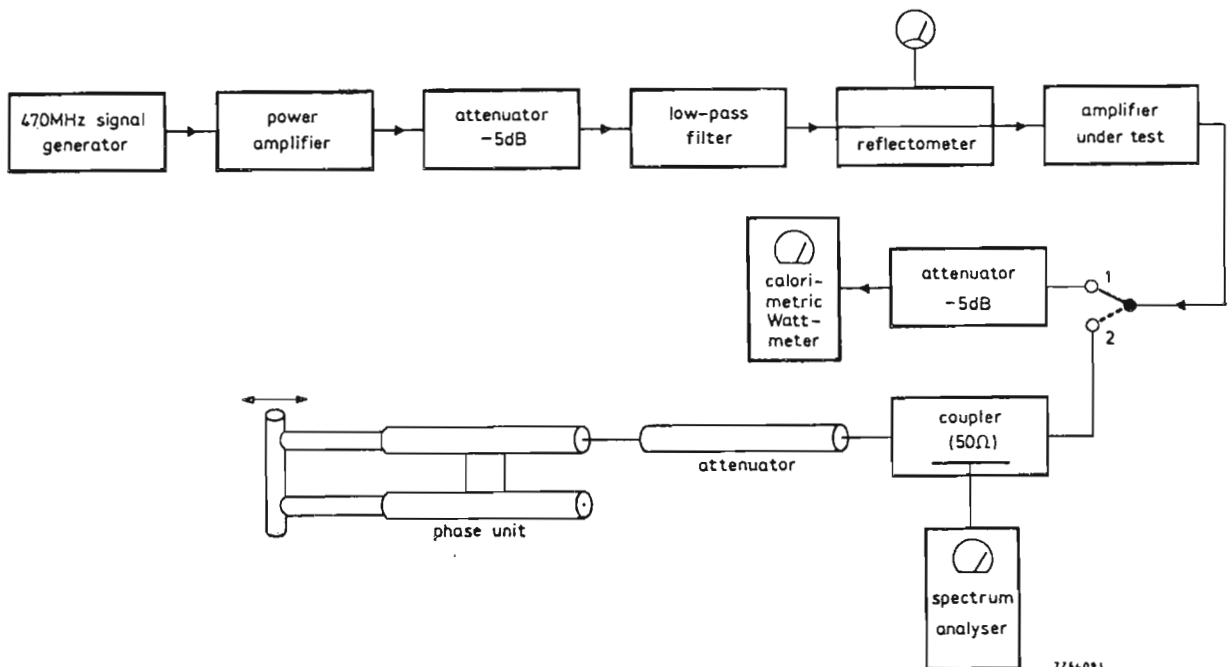 470MHz signal
generator
power
amplifier
attenuator
-5dB
low-pass
filter
reflectometer
amplifier
under test
calori-
metric
Watt-
meter
attenuator
-5dB
1
2
coupler
(50Ω)
attenuator
phase unit
spectrum
analyser